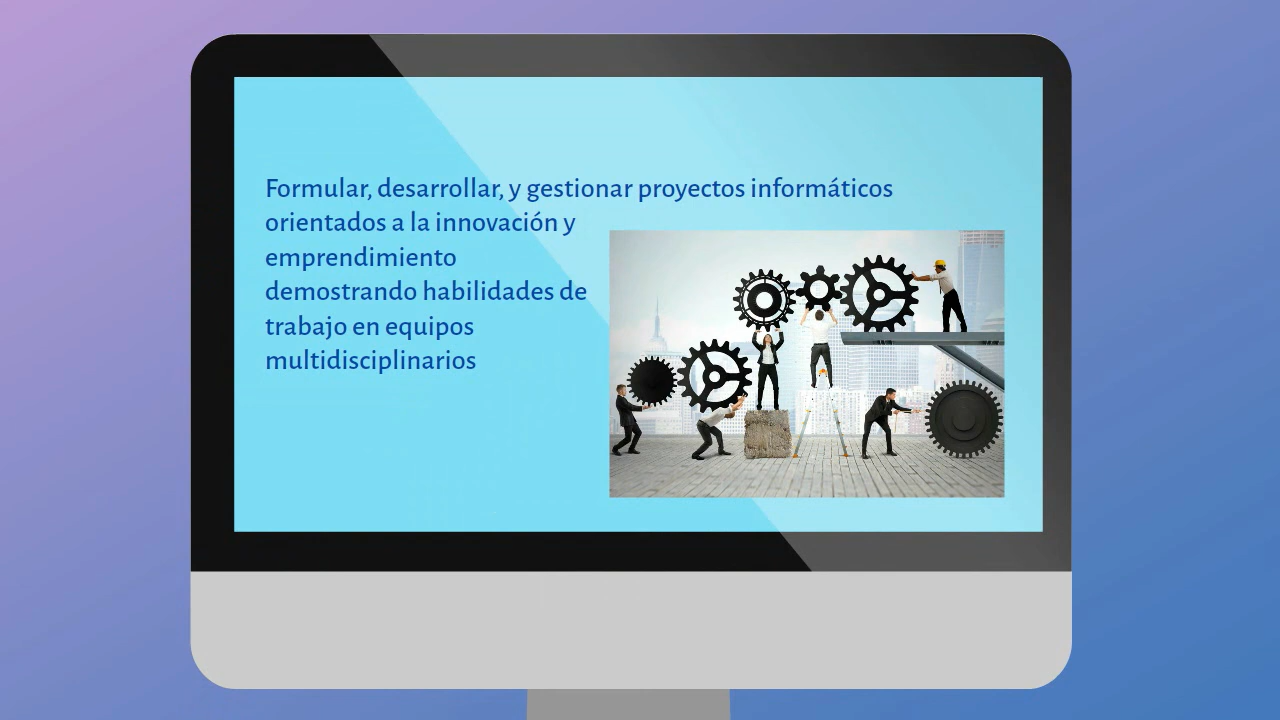 Formular, desarrollar, y gestionar proyectos informáticos
orientados a la innovación y
emprendimiento
demostrando habilidades de
trabajo en equipos
multidisciplinarios